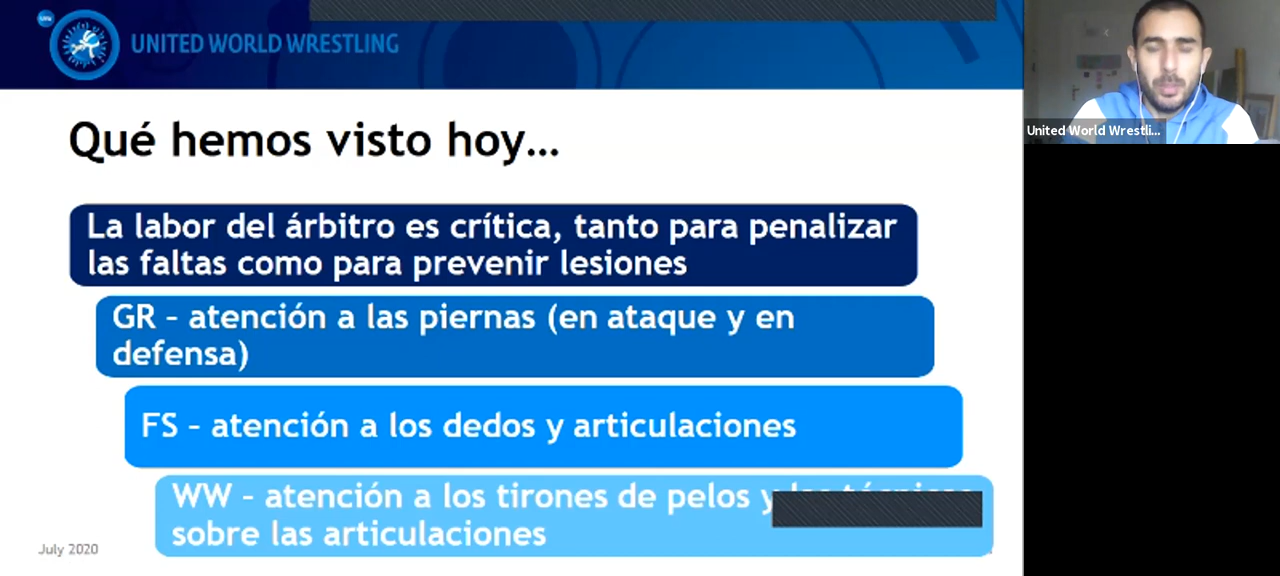 UNITED WORLD WRESTLING
United World Wrestli...
Qué hemos visto hoy...
La labor del árbitro es crítica, tanto para penalizar
las faltas como para prevenir lesiones
GR – atención a las piernas (en ataque y en
defensa)
FS – atención a los dedos y articulaciones
WW – atención a los tirones de pelos y
sobre las articulaciones
July 2020